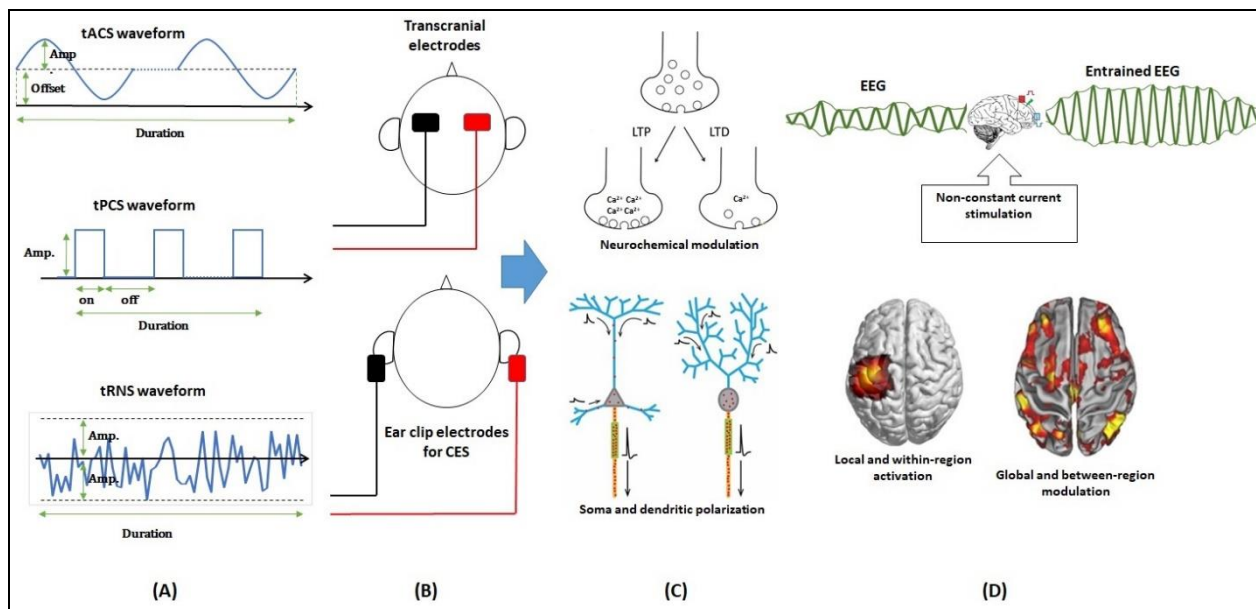 tACS waveform
Amp
.
Offset
Duration
tPCS waveform
Amp.
on
off
Duration
tRNS waveform
Amp.
Amp.
Duration
(A)
Transcranial
electrodes
Ear clip electrodes
for CES
(B)
LTP
LTD
Ca²⁺ Ca²⁺
Ca²⁺ Ca²⁺
Ca²⁺
Neurochemical modulation
Soma and dendritic polarization
(C)
EEG
Entrained EEG
Non-constant current
stimulation
Local and within-region
activation
Global and between-region
modulation
(D)